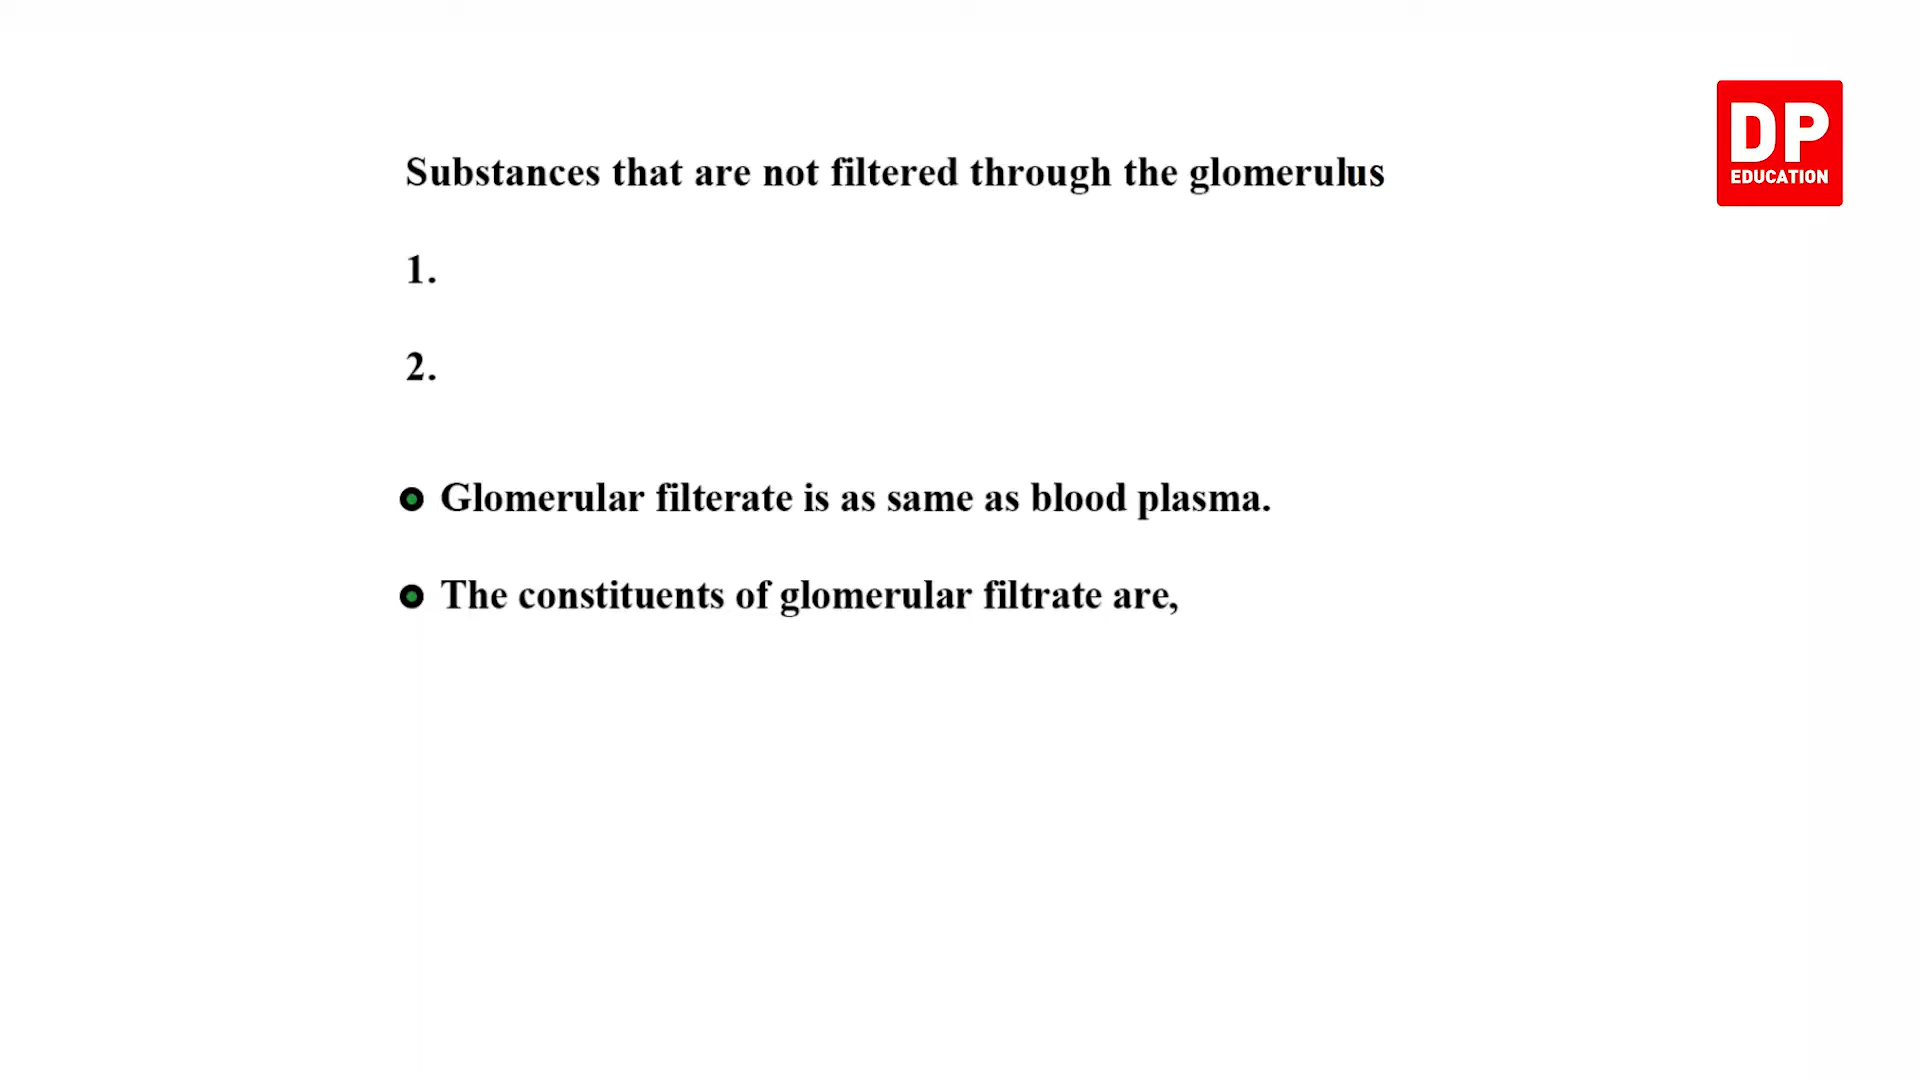 DP
EDUCATION
Substances that are not filtered through the glomerulus
1.
2.
Glomerular filterate is as same as blood plasma.
The constituents of glomerular filtrate are,